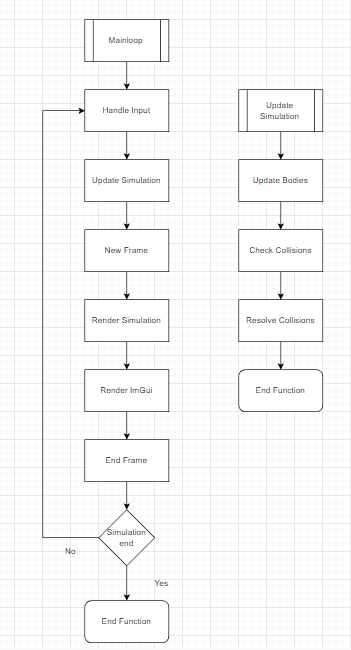 Mainloop
Handle Input
Update Simulation
New Frame
Render Simulation
Render ImGui
End Frame
Simulation
end
No
Yes
End Function
Update
Simulation
Update Bodies
Check Collisions
Resolve Collisions
End Function